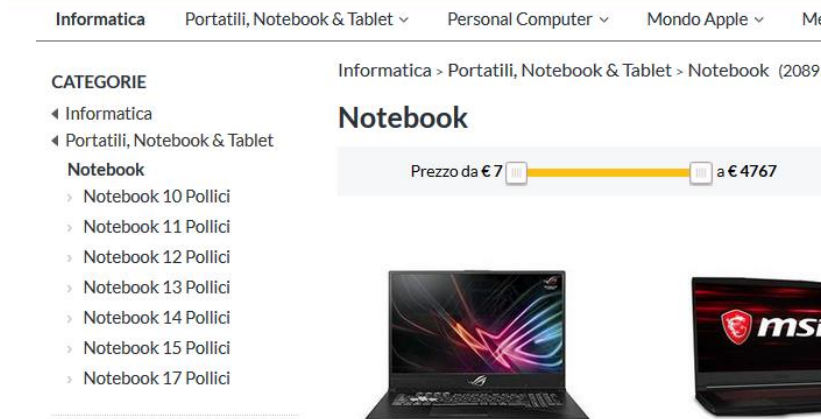 Informatica Portatili, Notebook & Tablet Personal Computer Mondo Apple
Informatica > Portatili, Notebook & Tablet > Notebook (2089
CATEGORIE
Informatica
Portatili, Notebook & Tablet
Notebook
Notebook 10 Pollici
Notebook 11 Pollici
Notebook 12 Pollici
Notebook 13 Pollici
Notebook 14 Pollici
Notebook 15 Pollici
Notebook 17 Pollici
Notebook
Prezzo da € 7 a € 4767
msi